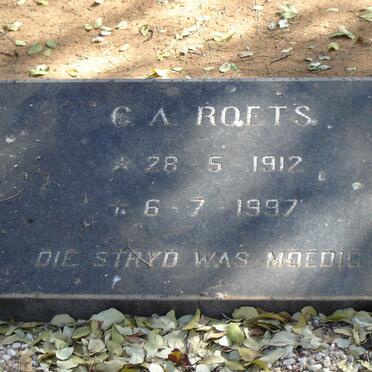 C A ROETS
* 28 - 5 - 1912
† 6 - 7 - 1997
DIE STRYD WAS MOEDIG